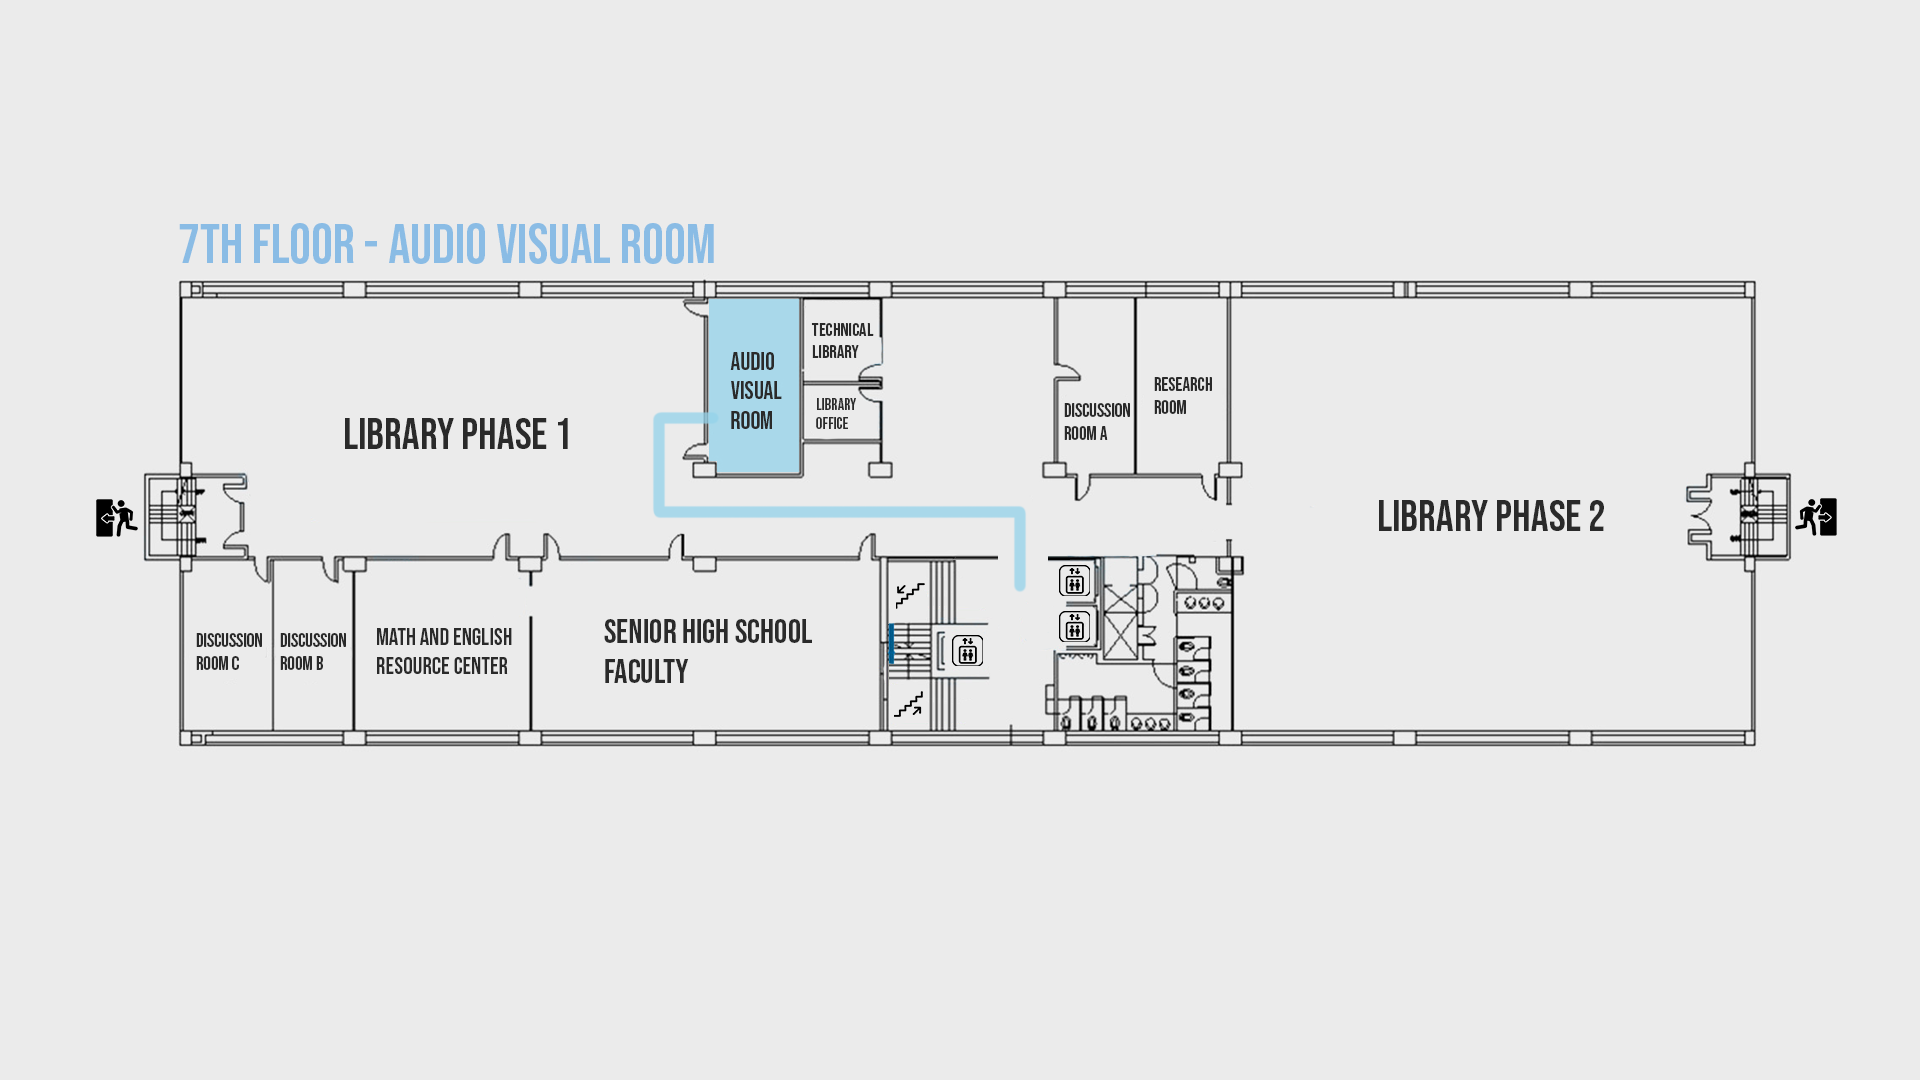 7TH FLOOR - AUDIO VISUAL ROOM
LIBRARY PHASE 1
AUDIO
VISUAL
ROOM
TECHNICAL
LIBRARY
LIBRARY
OFFICE
DISCUSSION
ROOM A
RESEARCH
ROOM
LIBRARY PHASE 2
DISCUSSION
ROOM C
DISCUSSION
ROOM B
MATH AND ENGLISH
RESOURCE CENTER
SENIOR HIGH SCHOOL
FACULTY